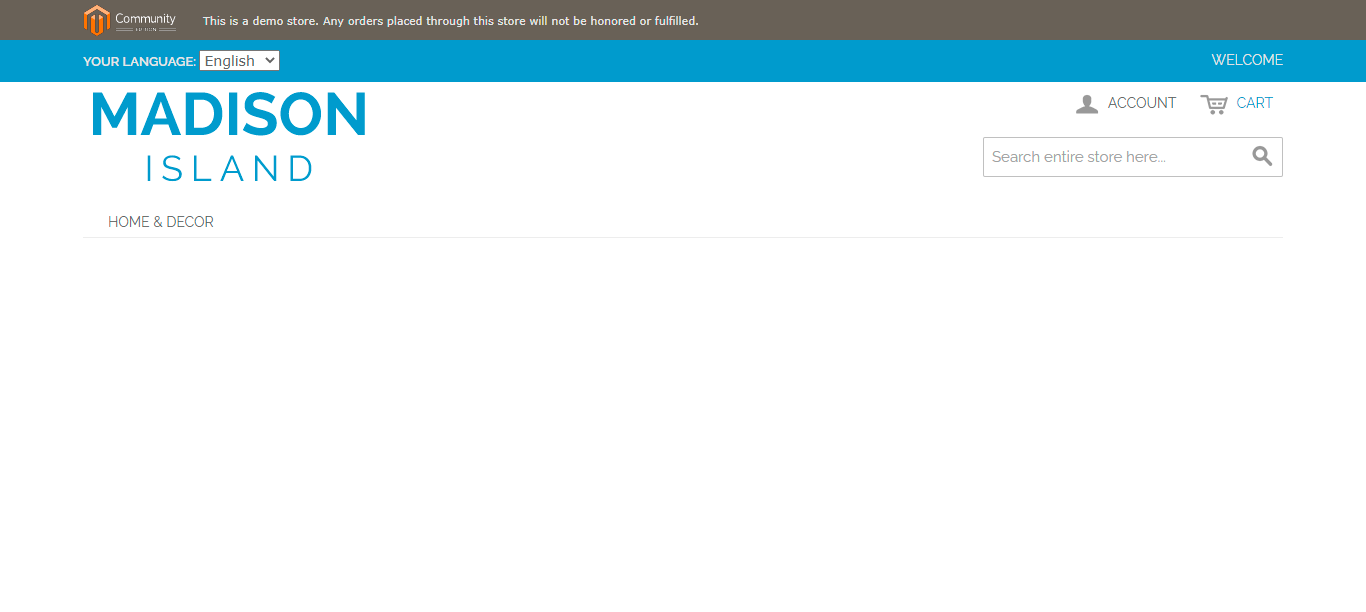 Community
This is a demo store. Any orders placed through this store will not be honored or fulfilled.
YOUR LANGUAGE: English
WELCOME
MADISON
ISLAND
ACCOUNT
CART
Search entire store here...
HOME & DECOR